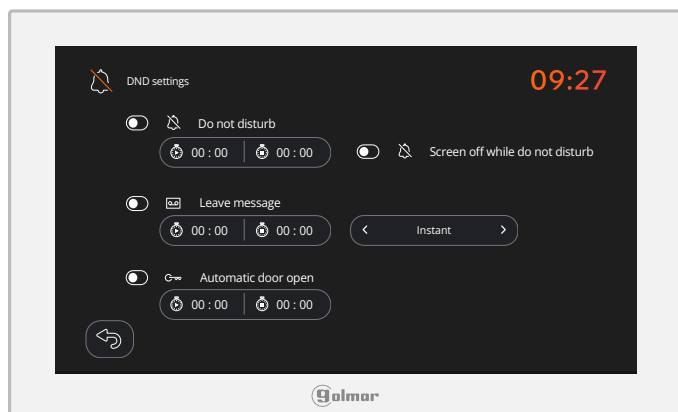 DND settings
09:27
Do not disturb
00 : 00 00 : 00
Screen off while do not disturb
Leave message
00 : 00 00 : 00
Instant
Automatic door open
00 : 00 00 : 00
golmar